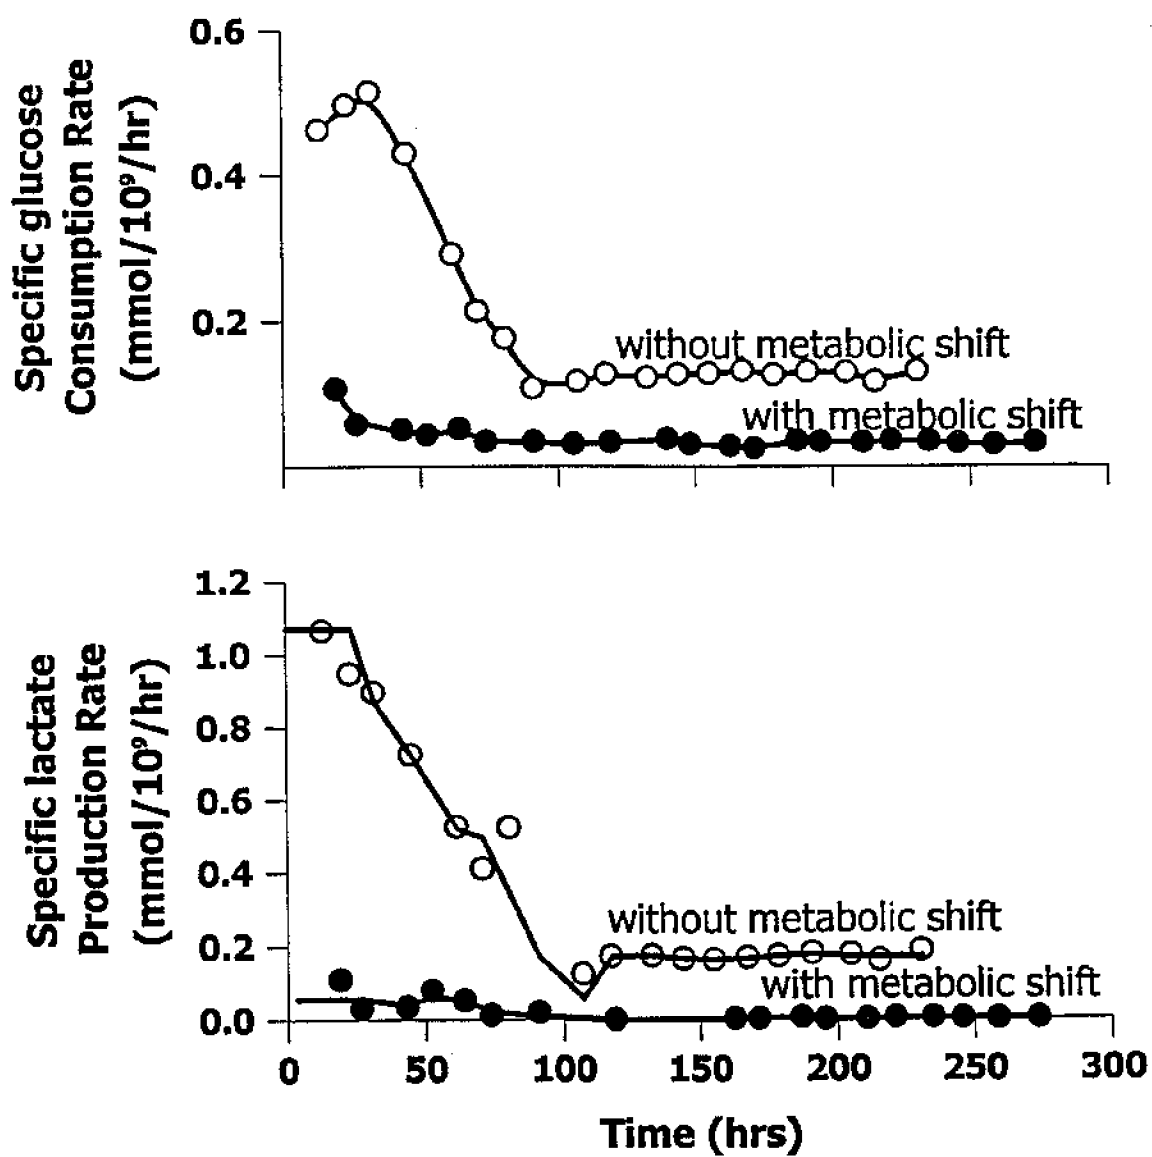 Specific glucose
Consumption Rate
(mmol/10⁹/hr)
0.6
0.4
0.2
without metabolic shift
with metabolic shift
Specific lactate
Production Rate
(mmol/10⁹/hr)
1.2
1.0
0.8
0.6
0.4
0.2
0.0
without metabolic shift
with metabolic shift
0 50 100 150 200 250 300
Time (hrs)